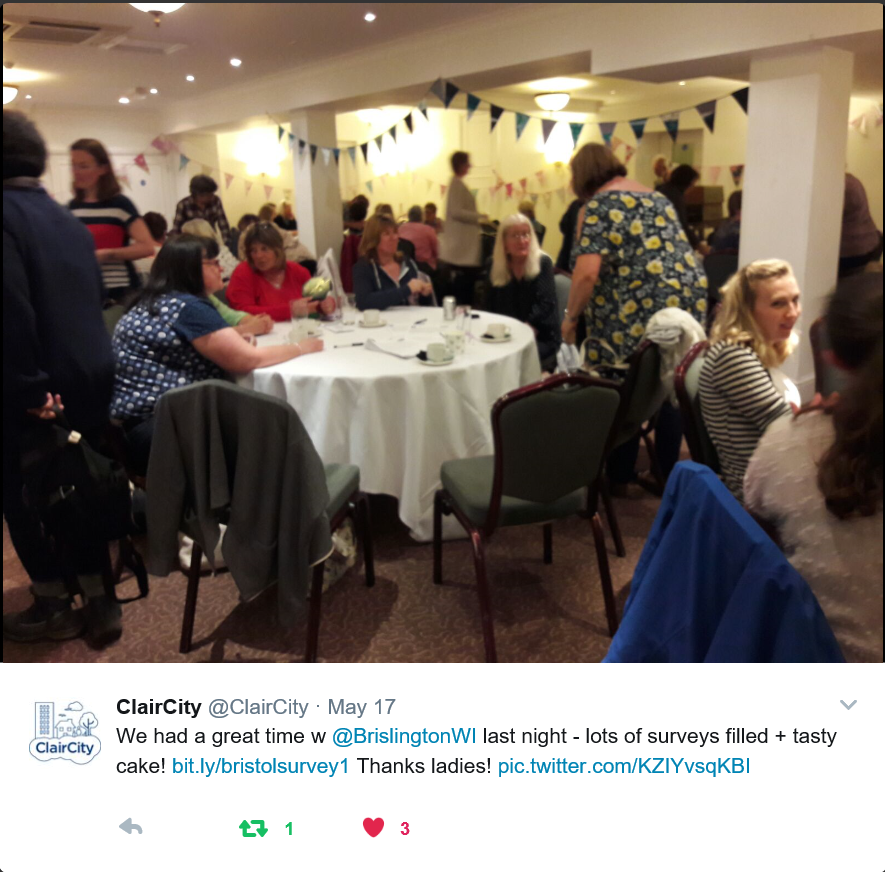 ClairCity
ClairCity @ClairCity · May 17
We had a great time w @BrislingtonWI last night - lots of surveys filled + tasty
cake! bit.ly/bristolsurvey1 Thanks ladies! pic.twitter.com/KZIYvsqKBI
1 3